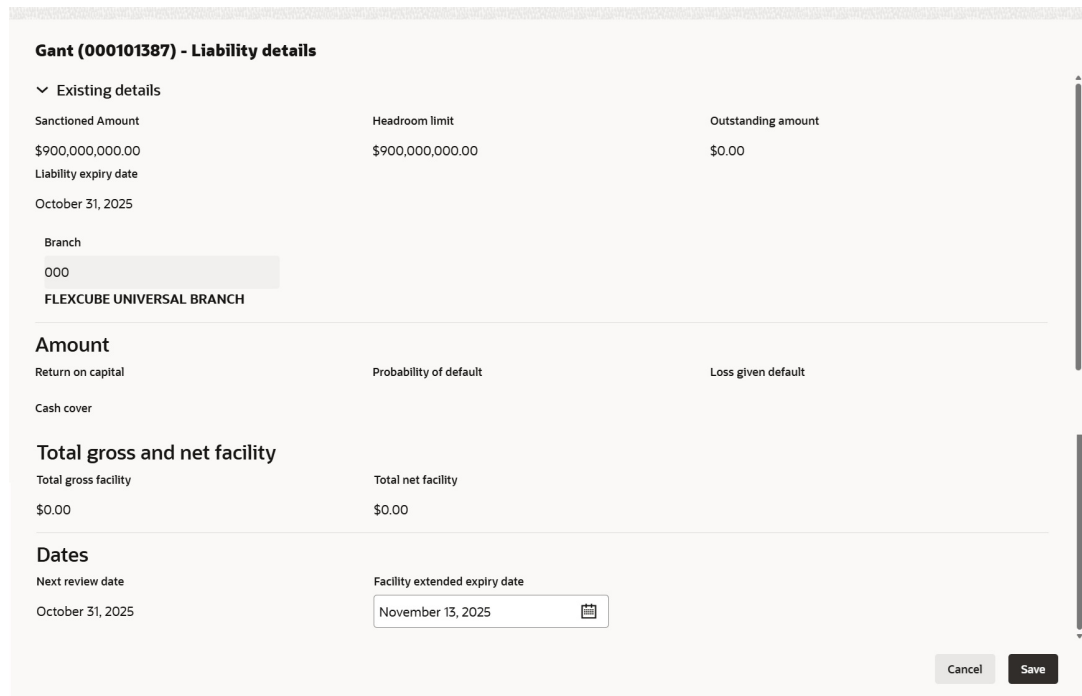 Gant (000101387) - Liability details
Existing details
Sanctioned Amount Headroom limit Outstanding amount
$900,000,000.00 $900,000,000.00 $0.00
Liability expiry date
October 31, 2025
Branch
000
FLEXCUBE UNIVERSAL BRANCH
Amount
Return on capital Probability of default Loss given default
Cash cover
Total gross and net facility
Total gross facility Total net facility
$0.00 $0.00
Dates
Next review date Facility extended expiry date
October 31, 2025 November 13, 2025
Cancel Save